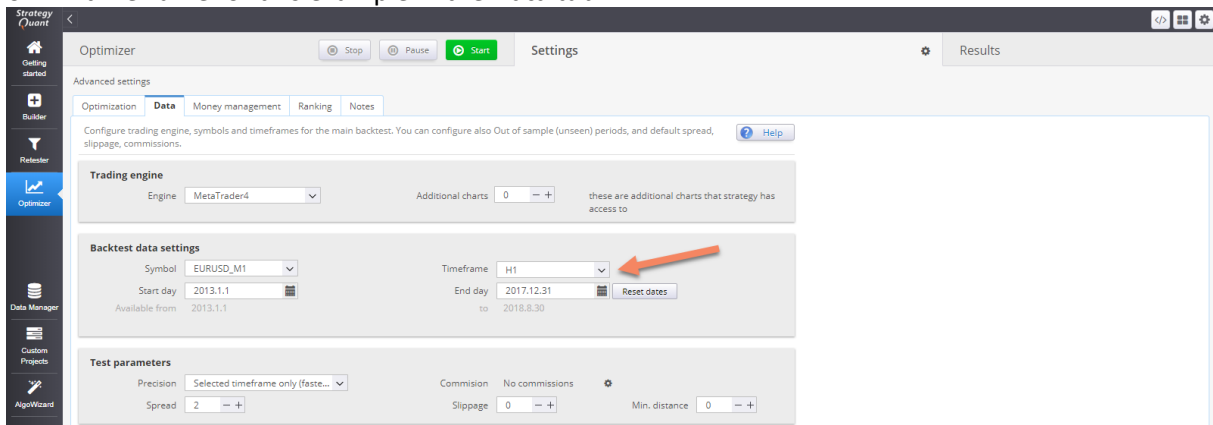 Strategy
Quant
Getting
started
Builder
Retester
Optimizer
Data Manager
Custom
Projects
AlgoWizard
Optimizer
Stop
Pause
Start
Settings
Results
Advanced settings
Optimization Data Money management Ranking Notes
Configure trading engine, symbols and timeframes for the main backtest. You can configure also Out of sample (unseen) periods, and default spread,
slippage, commissions.
Help
Trading engine
Engine MetaTrader4 Additional charts 0 − + these are additional charts that strategy has
access to
Backtest data settings
Symbol EURUSD_M1 Timeframe H1
Start day 2013.1.1 End day 2017.12.31 Reset dates
Available from 2013.1.1 to 2018.8.30
Test parameters
Precision Selected timeframe only (faste... Commision No commissions
Spread 2 − + Slippage 0 − + Min. distance 0 − +